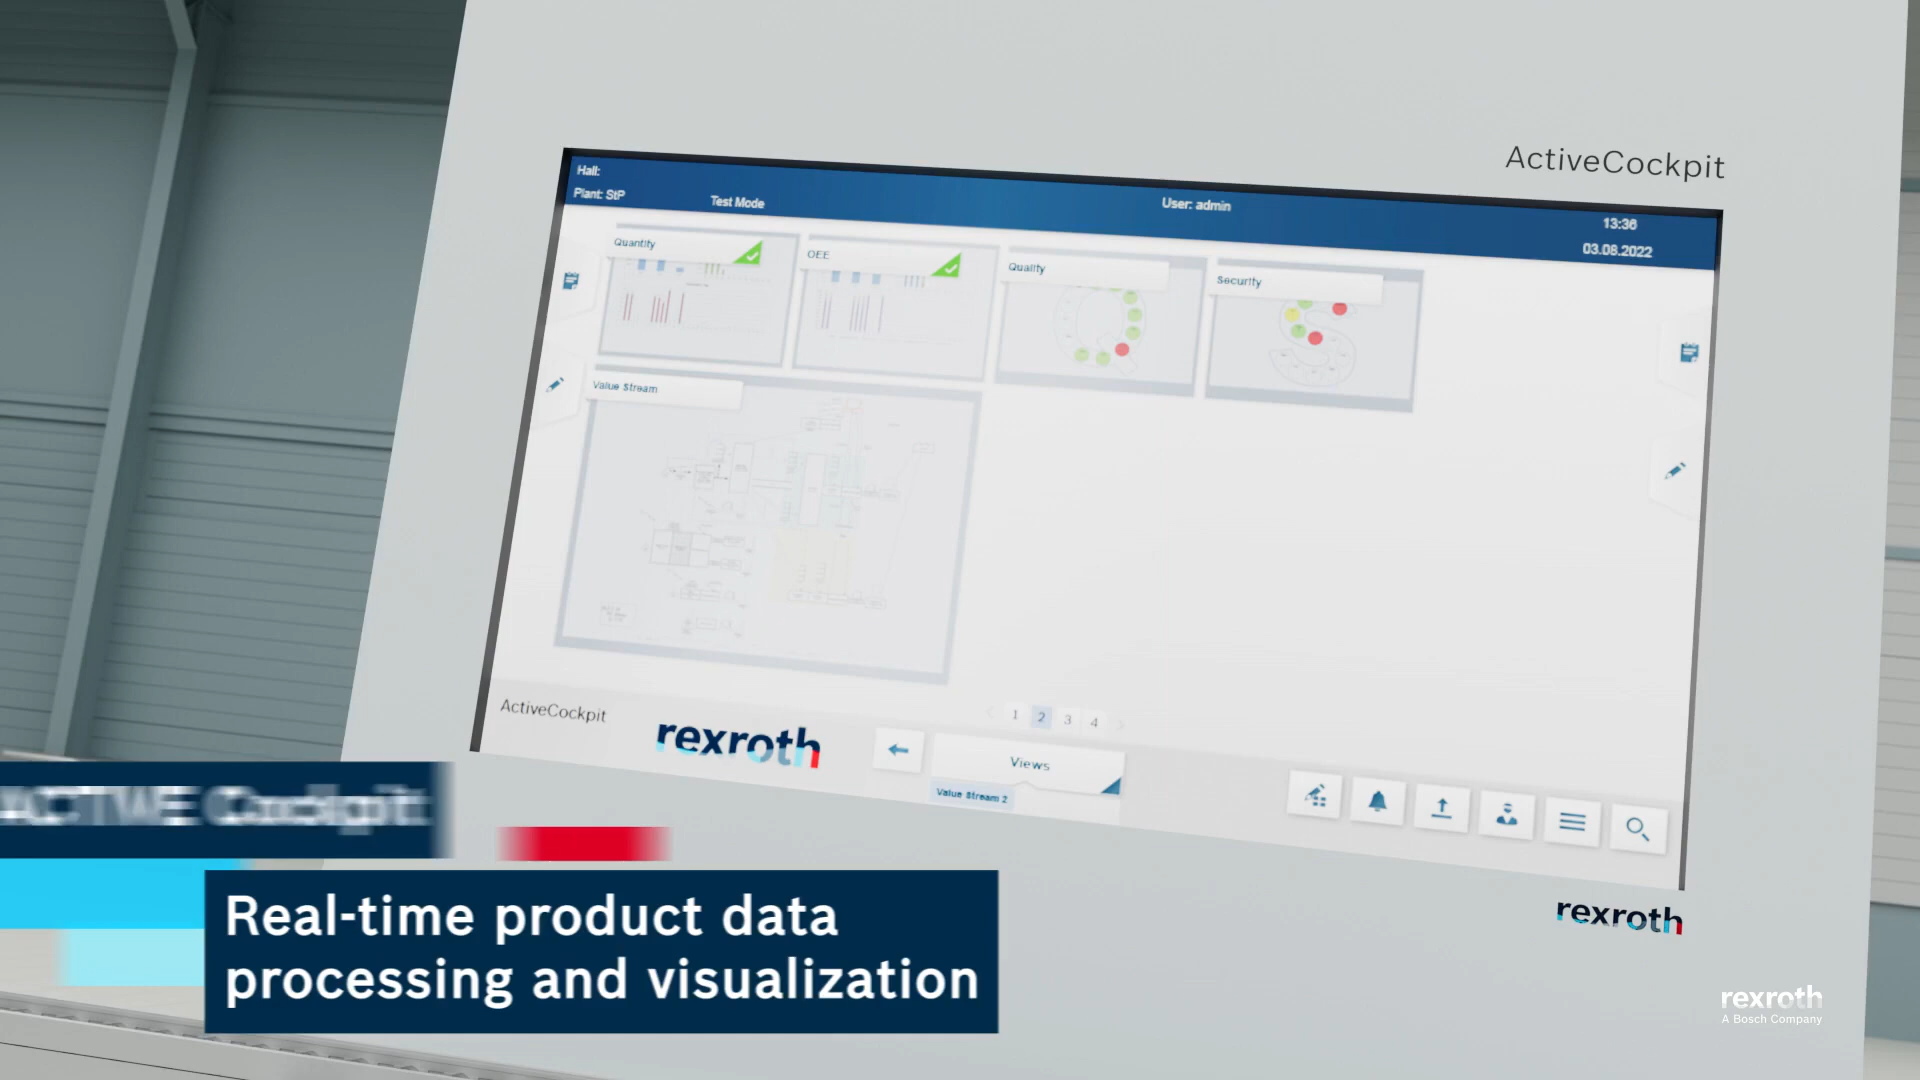 ActiveCockpit
Hall:
Plant: StP
Test Mode
User: admin
13:36
03.08.2022
Quantity
OEE
Quality
Security
Value Stream
1 2 3 4
ActiveCockpit
rexroth
Views
Value Stream 2
rexroth
ACTIVE Cockpit
Real-time product data
processing and visualization
rexroth
A Bosch Company